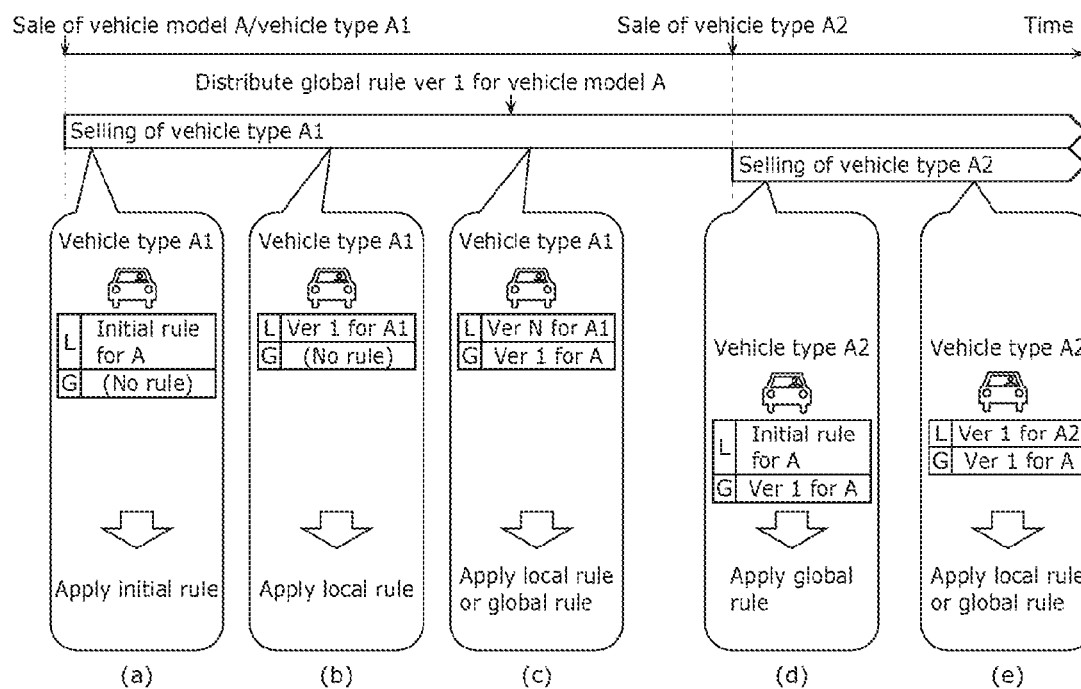 Sale of vehicle model A/vehicle type A1
Sale of vehicle type A2
Time
Distribute global rule ver 1 for vehicle model A
Selling of vehicle type A1
Selling of vehicle type A2
Vehicle type A1
L
Initial rule
for A
G
(No rule)
Apply initial rule
(a)
Vehicle type A1
L Ver 1 for A1
G (No rule)
Apply local rule
(b)
Vehicle type A1
L Ver N for A1
G Ver 1 for A
Apply local rule
or global rule
(c)
Vehicle type A2
L
Initial rule
for A
G Ver 1 for A
Apply global
rule
(d)
Vehicle type A2
L Ver 1 for A2
G Ver 1 for A
Apply local rule
or global rule
(e)